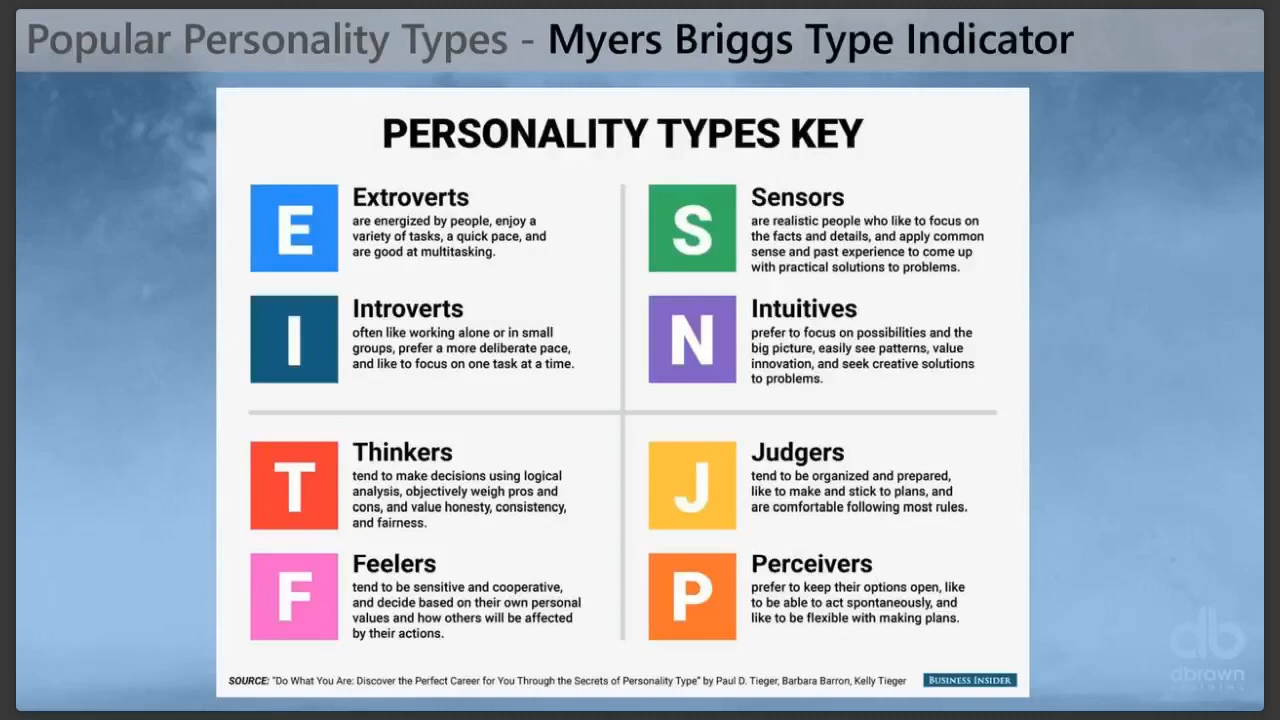 Popular Personality Types - Myers Briggs Type Indicator
PERSONALITY TYPES KEY
E
Extroverts
are energized by people, enjoy a
variety of tasks, a quick pace, and
are good at multitasking.
I
Introverts
often like working alone or in small
groups, prefer a more deliberate pace,
and like to focus on one task at a time.
S
Sensors
are realistic people who like to focus on
the facts and details, and apply common
sense and past experience to come up
with practical solutions to problems.
N
Intuitives
prefer to focus on possibilities and the
big picture, easily see patterns, value
innovation, and seek creative solutions
to problems.
T
Thinkers
tend to make decisions using logical
analysis, objectively weigh pros and
cons, and value honesty, consistency,
and fairness.
F
Feelers
tend to be sensitive and cooperative,
and decide based on their own personal
values and how others will be affected
by their actions.
J
Judgers
tend to be organized and prepared,
like to make and stick to plans, and
are comfortable following most rules.
P
Perceivers
prefer to keep their options open, like
to be able to act spontaneously, and
like to be flexible with making plans.
SOURCE: "Do What You Are: Discover the Perfect Career for You Through the Secrets of Personality Type" by Paul D. Tieger, Barbara Barron, Kelly Tieger
BUSINESS INSIDER
db
dbrown